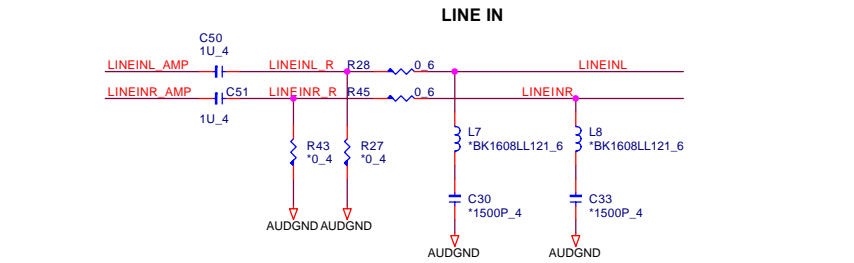 LINE IN
C50
1U_4
LINEINL_AMP
LINEINL_R
R28
0_6
LINEINL
LINEINR_AMP
C51
LINEINR_R
R45
0_6
LINEINR
1U_4
R43
*0_4
R27
*0_4
L7
*BK1608LL121_6
L8
*BK1608LL121_6
C30
*1500P_4
C33
*1500P_4
AUDGND
AUDGND
AUDGND
AUDGND